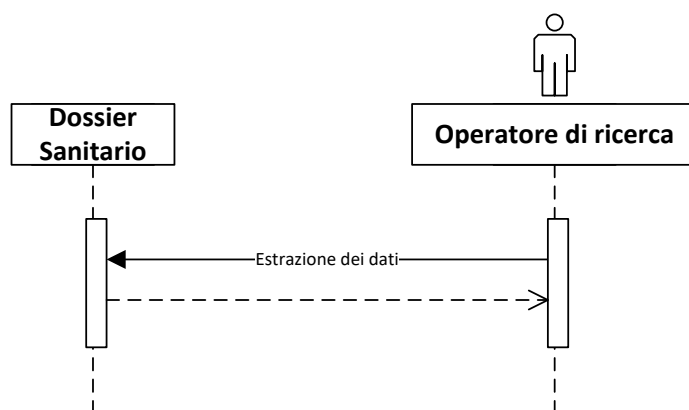 Dossier
Sanitario
Operatore di ricerca
Estrazione dei dati